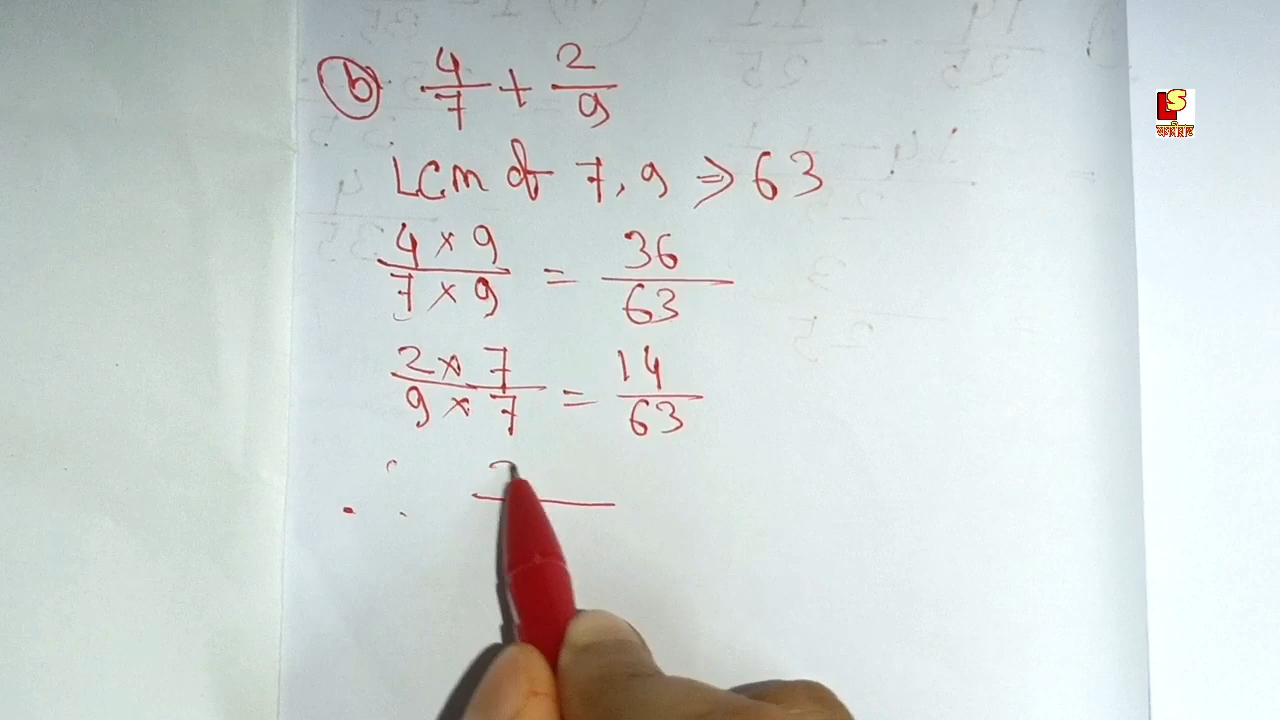 b 4/7 + 2/9
LCM of 7, 9 ⇒ 63
4 × 9 / 7 × 9 = 36 / 63
2 × 7 / 9 × 7 = 14 / 63
∴
LS